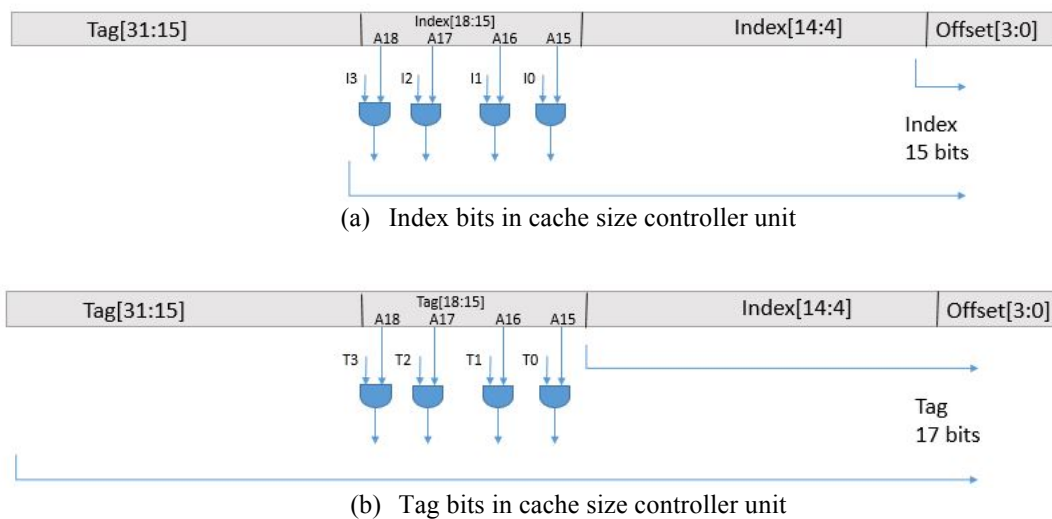 Tag[31:15] Index[18:15] Index[14:4] Offset[3:0]
A18 A17 A16 A15
I3 I2 I1 I0
Index
15 bits
(a) Index bits in cache size controller unit
Tag[31:15] Tag[18:15] Index[14:4] Offset[3:0]
A18 A17 A16 A15
T3 T2 T1 T0
Tag
17 bits
(b) Tag bits in cache size controller unit